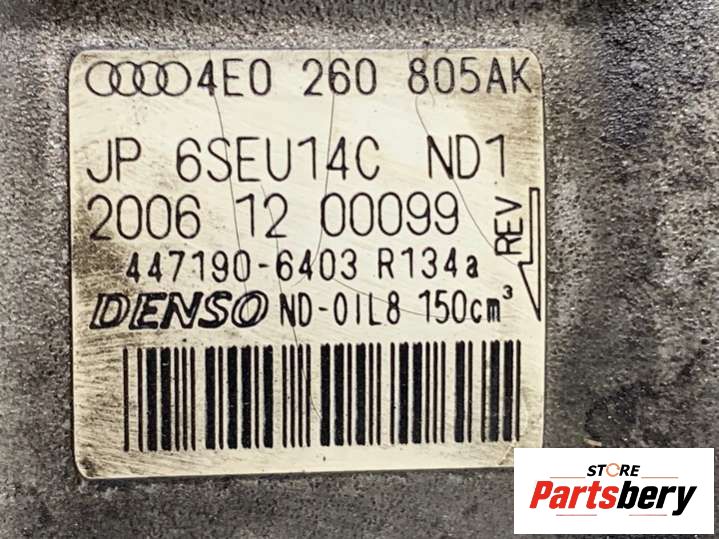 4E0 260 805AK
JP 6SEU14C ND1
2006 12 00099
REV
447190-6403 R134a
DENSO ND-OIL8 150cm³
STORE
Partsbery